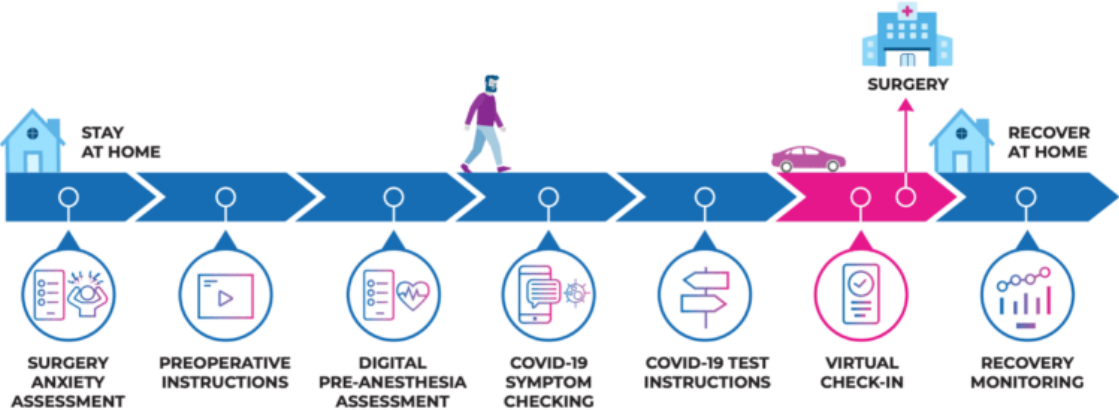 SURGERY
STAY
AT HOME
RECOVER
AT HOME
SURGERY
ANXIETY
ASSESSMENT
PREOPERATIVE
INSTRUCTIONS
DIGITAL
PRE-ANESTHESIA
ASSESSMENT
COVID-19
SYMPTOM
CHECKING
COVID-19 TEST
INSTRUCTIONS
VIRTUAL
CHECK-IN
RECOVERY
MONITORING